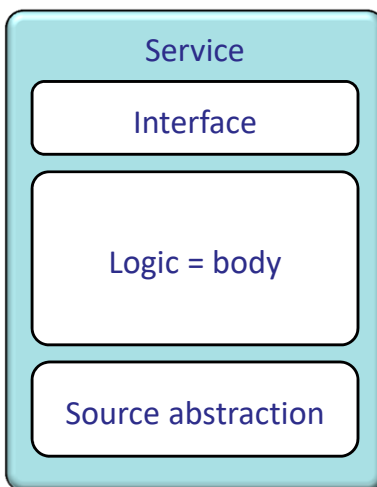 Service
Interface
Logic = body
Source abstraction